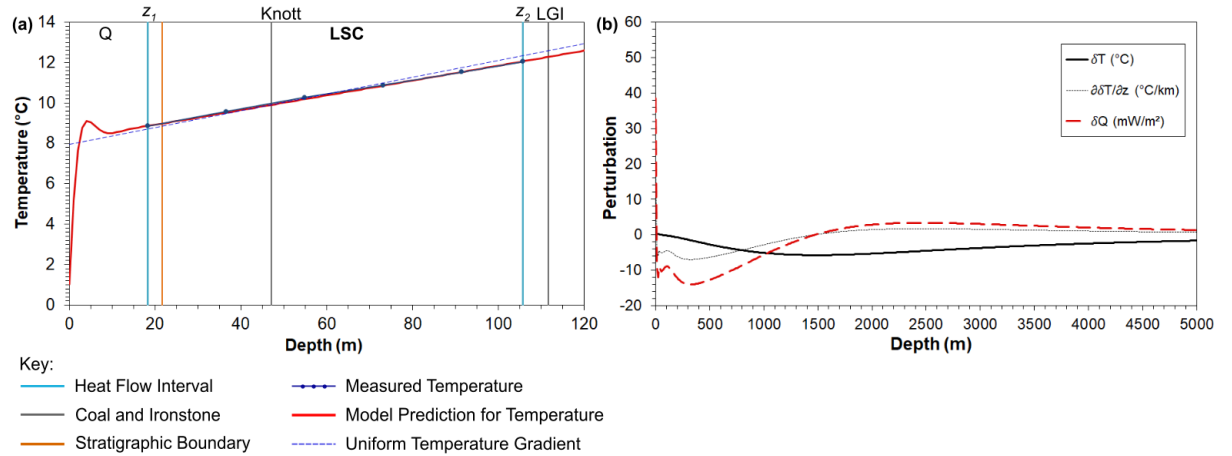 (a)
z₁
Knott
z₂
LGI
Q
LSC
14
12
10
8
6
4
2
0
Temperature (°C)
0
20
40
60
80
100
120
Depth (m)
(b)
60
50
40
30
20
10
0
-10
-20
Perturbation
δT (°C)
∂δT/∂z (°C/km)
δQ (mW/m²)
0
500
1000
1500
2000
2500
3000
3500
4000
4500
5000
Depth (m)
Key:
Heat Flow Interval
Measured Temperature
Coal and Ironstone
Model Prediction for Temperature
Stratigraphic Boundary
Uniform Temperature Gradient